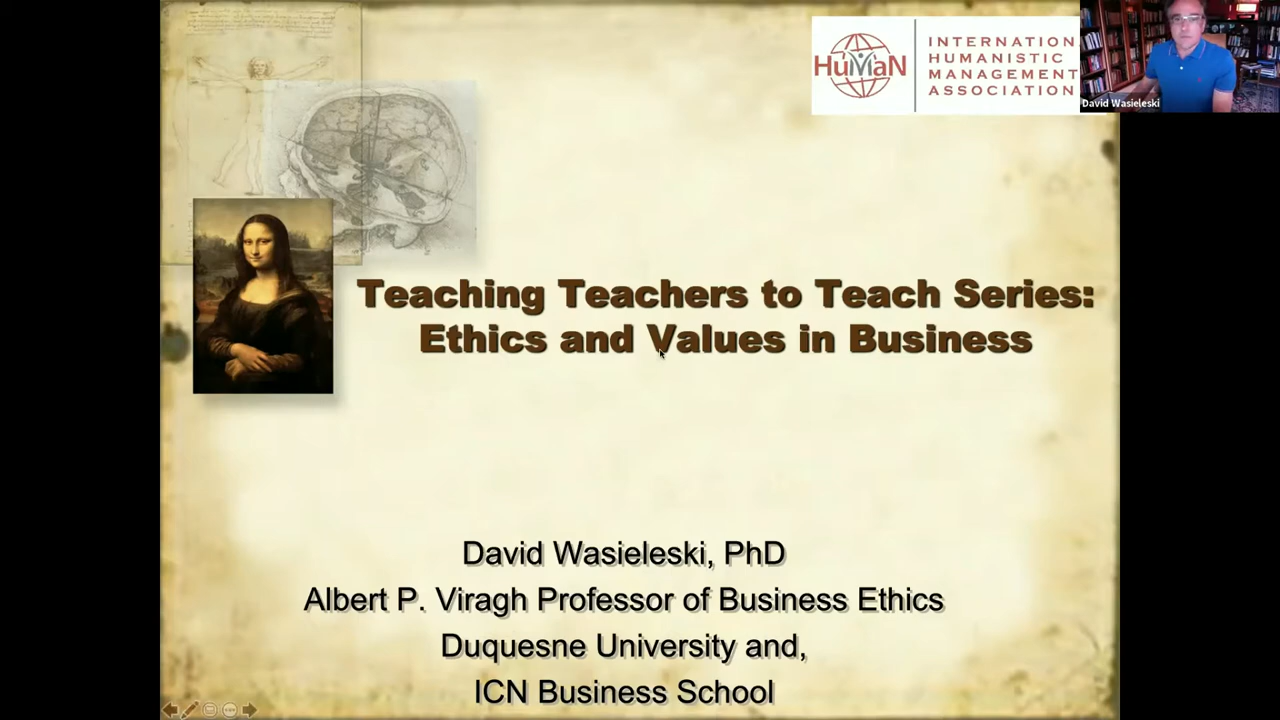 HuMaN
INTERNATION
HUMANISTIC
MANAGEMENT
ASSOCIATION
David Wasieleski
Teaching Teachers to Teach Series:
Ethics and Values in Business
David Wasieleski, PhD
Albert P. Viragh Professor of Business Ethics
Duquesne University and,
ICN Business School